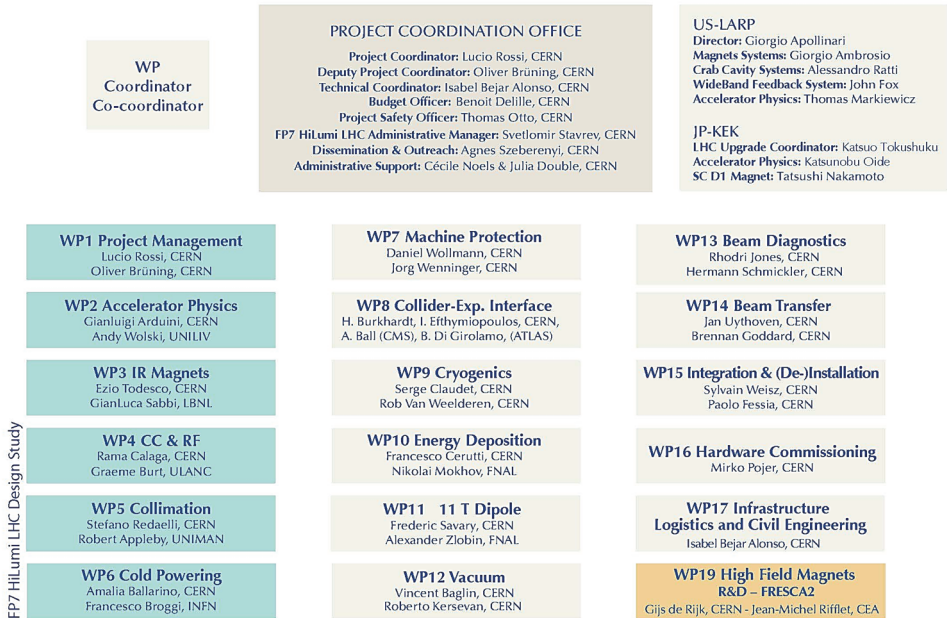 WP
Coordinator
Co-coordinator
PROJECT COORDINATION OFFICE
Project Coordinator: Lucio Rossi, CERN
Deputy Project Coordinator: Oliver Brüning, CERN
Technical Coordinator: Isabel Bejar Alonso, CERN
Budget Officer: Benoit Delille, CERN
Project Safety Officer: Thomas Otto, CERN
FP7 HiLumi LHC Administrative Manager: Svetlomir Stavrev, CERN
Dissemination & Outreach: Agnes Szeberenyi, CERN
Administrative Support: Cécile Noels & Julia Double, CERN
US-LARP
Director: Giorgio Apollinari
Magnets Systems: Giorgio Ambrosio
Crab Cavity Systems: Alessandro Ratti
WideBand Feedback System: John Fox
Accelerator Physics: Thomas Markiewicz
JP-KEK
LHC Upgrade Coordinator: Katsuo Tokushuku
Accelerator Physics: Katsunobu Oide
SC D1 Magnet: Tatsushi Nakamoto
FP7 HiLumi LHC Design Study
WP1 Project Management
Lucio Rossi, CERN
Oliver Brüning, CERN
WP2 Accelerator Physics
Gianluigi Arduini, CERN
Andy Wolski, UNILIV
WP3 IR Magnets
Ezio Todesco, CERN
GianLuca Sabbi, LBNL
WP4 CC & RF
Rama Calaga, CERN
Graeme Burt, ULANC
WP5 Collimation
Stefano Redaelli, CERN
Robert Appleby, UNIMAN
WP6 Cold Powering
Amalia Ballarino, CERN
Francesco Broggi, INFN
WP7 Machine Protection
Daniel Wollmann, CERN
Jorg Wenninger, CERN
WP8 Collider-Exp. Interface
H. Burkhardt, I. Efthymiopoulos, CERN,
A. Ball (CMS), B. Di Girolamo, (ATLAS)
WP9 Cryogenics
Serge Claudet, CERN
Rob Van Weelderen, CERN
WP10 Energy Deposition
Francesco Cerutti, CERN
Nikolai Mokhov, FNAL
WP11 11 T Dipole
Frederic Savary, CERN
Alexander Zlobin, FNAL
WP12 Vacuum
Vincent Baglin, CERN
Roberto Kersevan, CERN
WP13 Beam Diagnostics
Rhodri Jones, CERN
Hermann Schmickler, CERN
WP14 Beam Transfer
Jan Uythoven, CERN
Brennan Goddard, CERN
WP15 Integration & (De-)Installation
Sylvain Weisz, CERN
Paolo Fessia, CERN
WP16 Hardware Commissioning
Mirko Pojer, CERN
WP17 Infrastructure
Logistics and Civil Engineering
Isabel Bejar Alonso, CERN
WP19 High Field Magnets
R&D – FRESCA2
Gijs de Rijk, CERN - Jean-Michel Rifflet, CEA